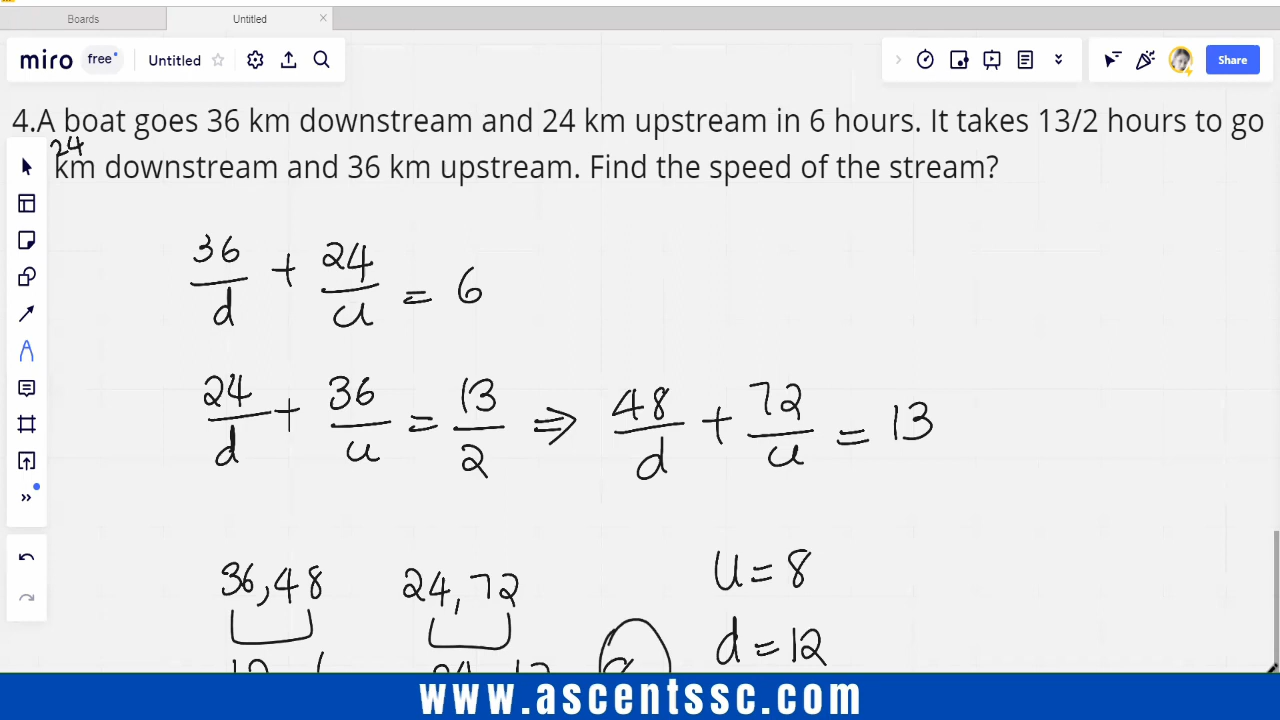 Boards Untitled ×
miro free Untitled Share
4.A boat goes 36 km downstream and 24 km upstream in 6 hours. It takes 13/2 hours to go
24
km downstream and 36 km upstream. Find the speed of the stream?
36/d + 24/u = 6
24/d + 36/u = 13/2 ⇒ 48/d + 72/u = 13
36,48 24,72 U = 8
d = 12
www.ascentssc.com